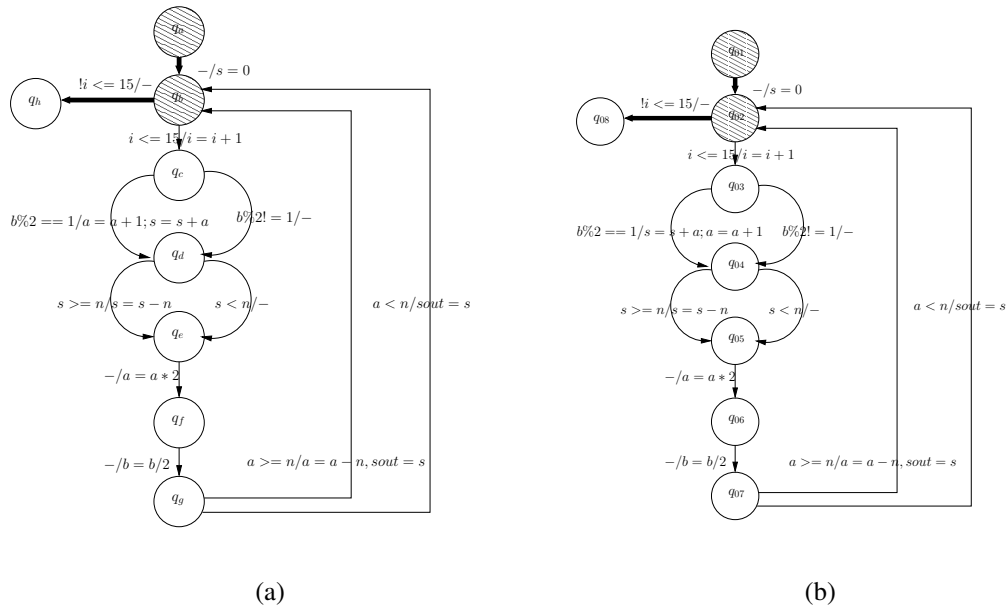 q_a
-/s = 0
!i <= 15/-
q_h
q_b
i <= 15/i = i + 1
q_c
b%2 == 1/a = a + 1; s = s + a
b%2! = 1/-
q_d
s >= n/s = s - n
s < n/-
a < n/sout = s
q_e
-/a = a * 2
q_f
-/b = b/2
a >= n/a = a - n, sout = s
q_g
(a)
q_01
-/s = 0
!i <= 15/-
q_08
q_02
i <= 15/i = i + 1
q_03
b%2 == 1/s = s + a; a = a + 1
b%2! = 1/-
q_04
s >= n/s = s - n
s < n/-
a < n/sout = s
q_05
-/a = a * 2
q_06
-/b = b/2
a >= n/a = a - n, sout = s
q_07
(b)